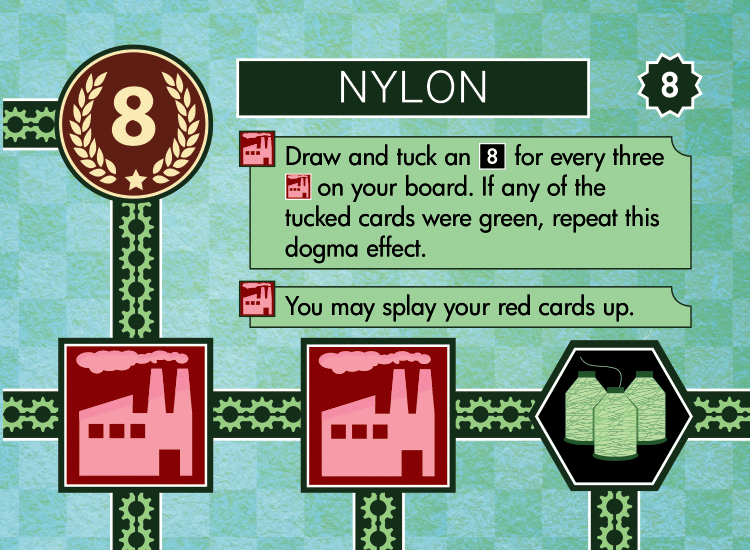 8
NYLON
8
Draw and tuck an 8 for every three
on your board. If any of the
tucked cards were green, repeat this
dogma effect.
You may splay your red cards up.